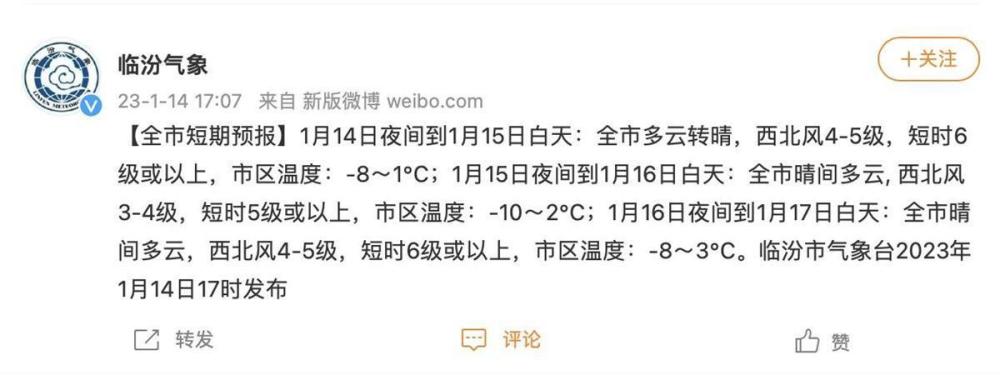 临汾气象
+关注
23-1-14 17:07 来自 新版微博 weibo.com
【全市短期预报】1月14日夜间到1月15日白天：全市多云转晴，西北风4-5级，短时6
级或以上，市区温度：-8～1°C；1月15日夜间到1月16日白天：全市晴间多云, 西北风
3-4级，短时5级或以上，市区温度：-10～2°C；1月16日夜间到1月17日白天：全市晴
间多云，西北风4-5级，短时6级或以上，市区温度：-8～3°C。临汾市气象台2023年
1月14日17时发布
转发
评论
赞